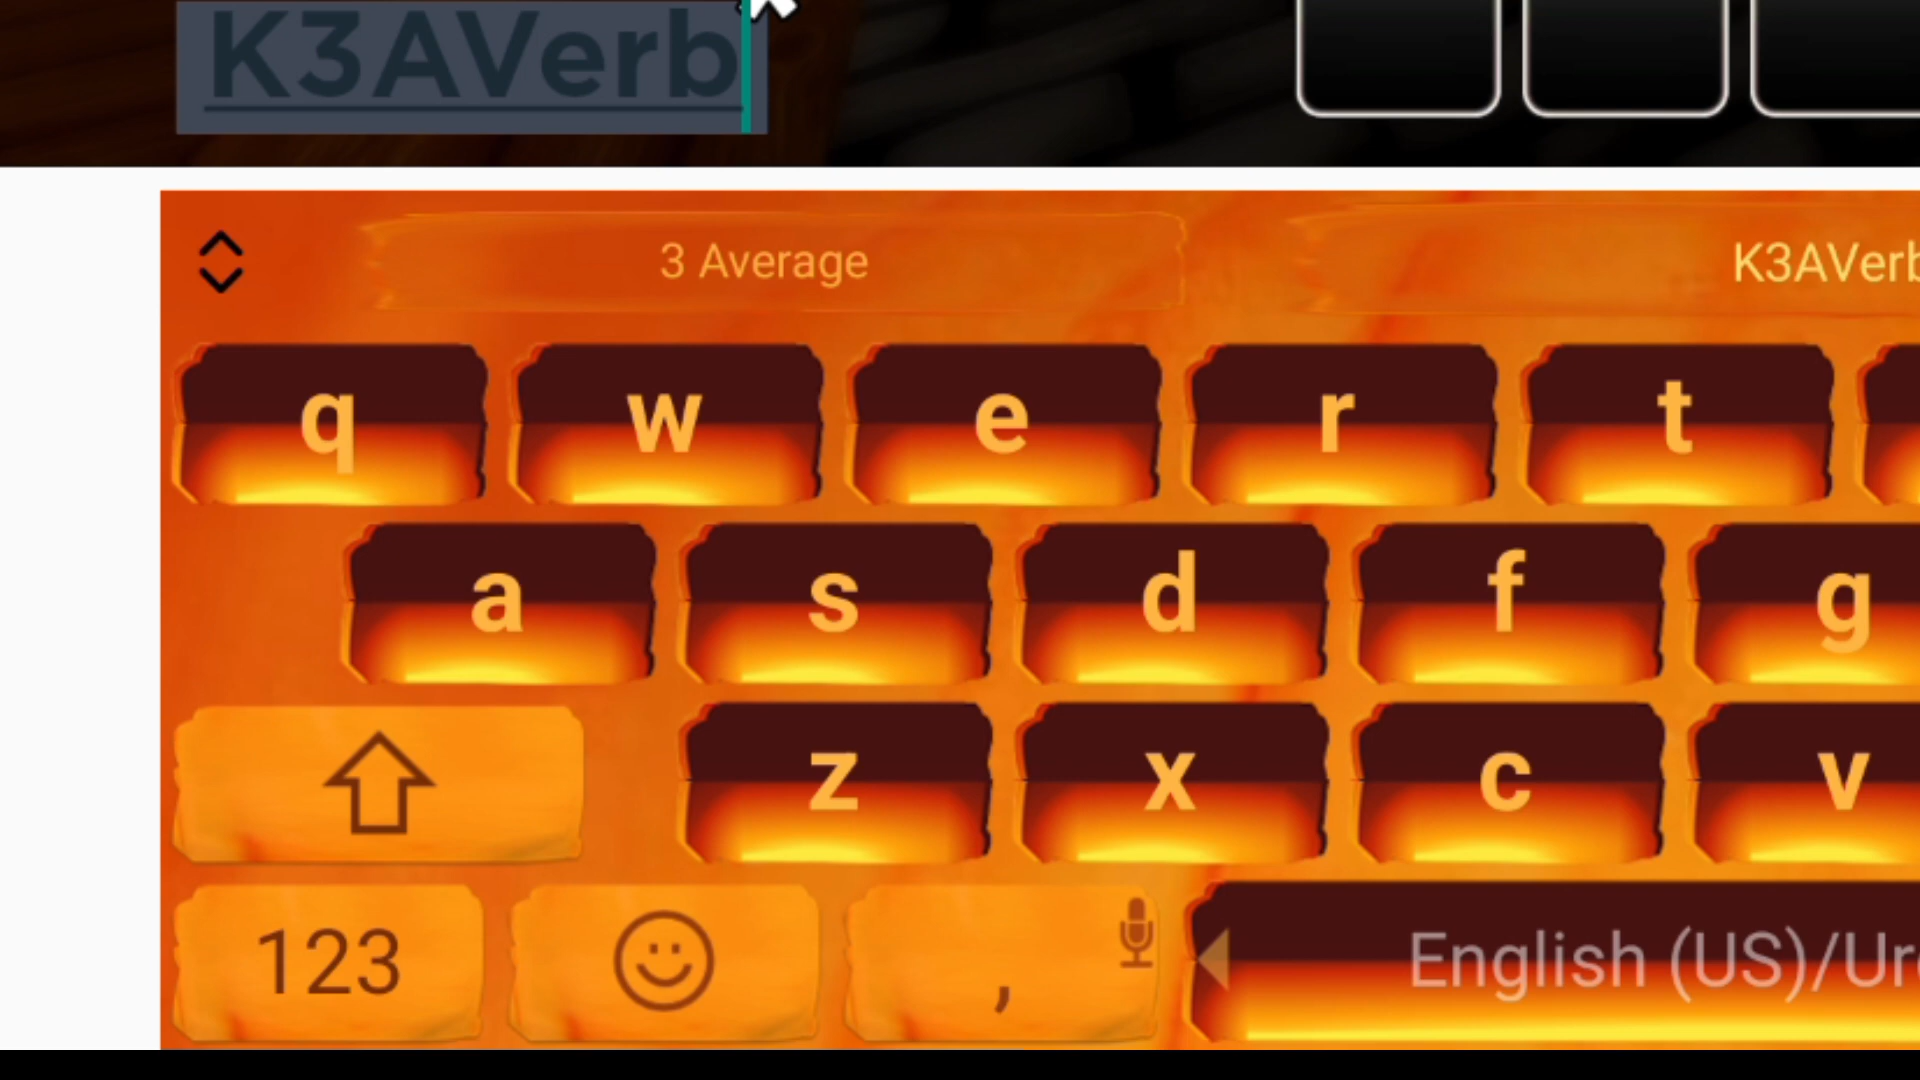 K3AVerb
3 Average K3AVerb
q w e r t
a s d f g
z x c v
123 , English (US)/Ur